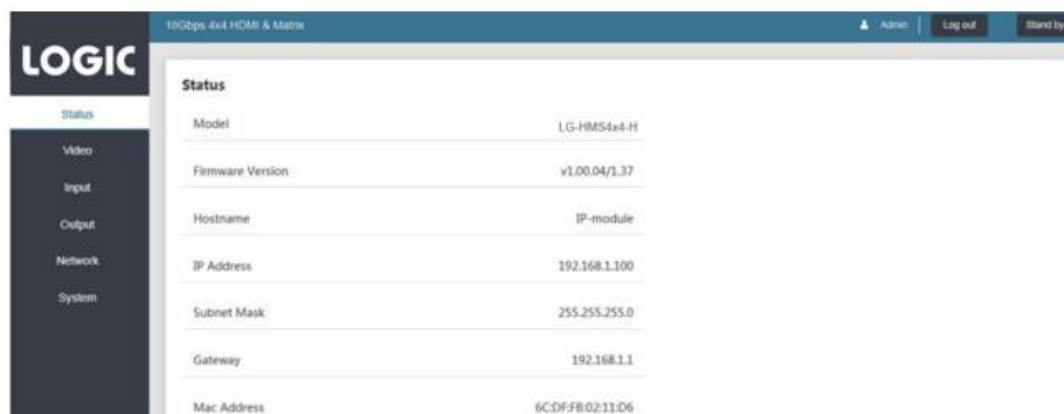 18Gbps 4x4 HDMI & Matrix Admin Log out Stand by
LOGIC
Status
Video
Input
Output
Network
System
Status
Model LG-HMS4x4-H
Firmware Version v1.00.04/1.37
Hostname IP-module
IP Address 192.168.1.100
Subnet Mask 255.255.255.0
Gateway 192.168.1.1
Mac Address 6C:DF:FB:02:11:D6